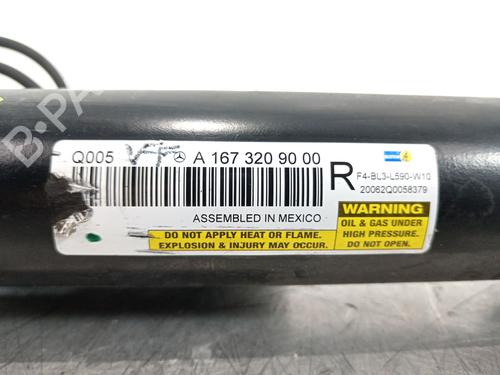 B-PA
Q005 A 167 320 90 00
R
F4-BL3-L590-W10
20062Q0058379
ASSEMBLED IN MEXICO
DO NOT APPLY HEAT OR FLAME.
EXPLOSION & INJURY MAY OCCUR.
WARNING
OIL & GAS UNDER
HIGH PRESSURE.
DO NOT OPEN.